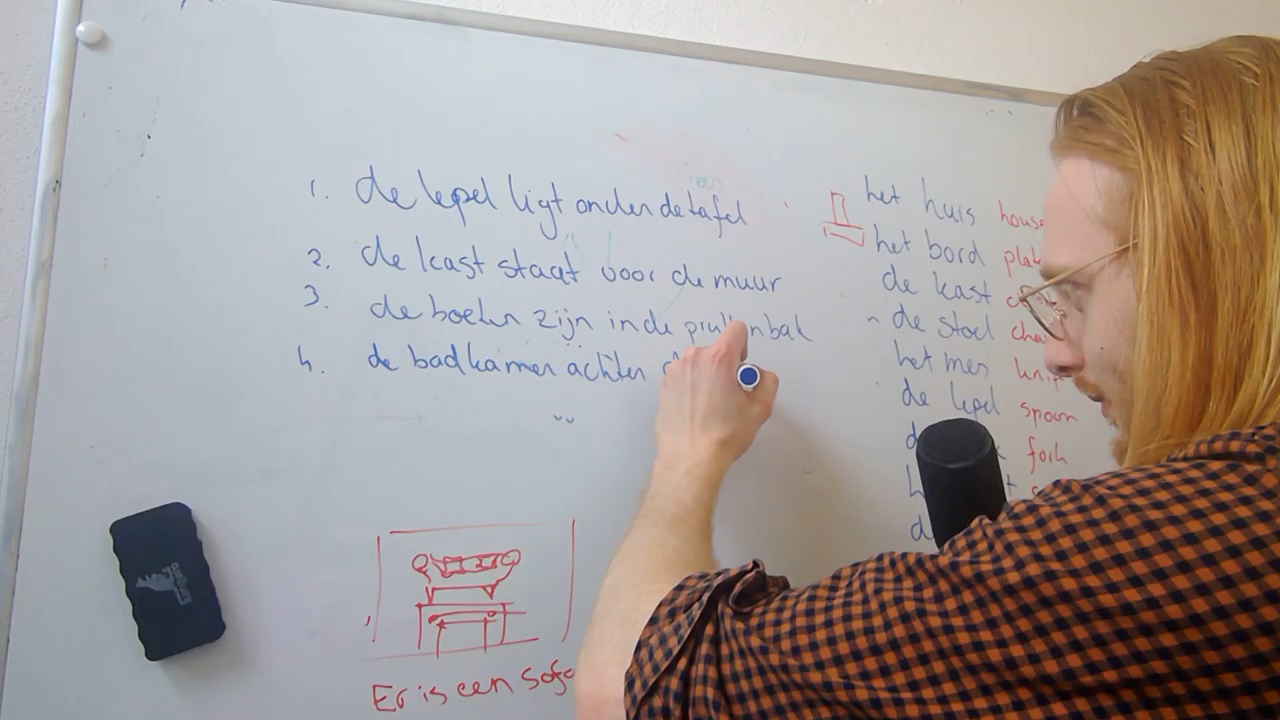 1. de lepel ligt onder de tafel
2. de kast staat voor de muur
3. de boeken zijn in de prullenbak
4. de badkamer achter
het huis house
het bord
de kast
de stoel
het mes
de lepel spoon
fork
Er is een sofa